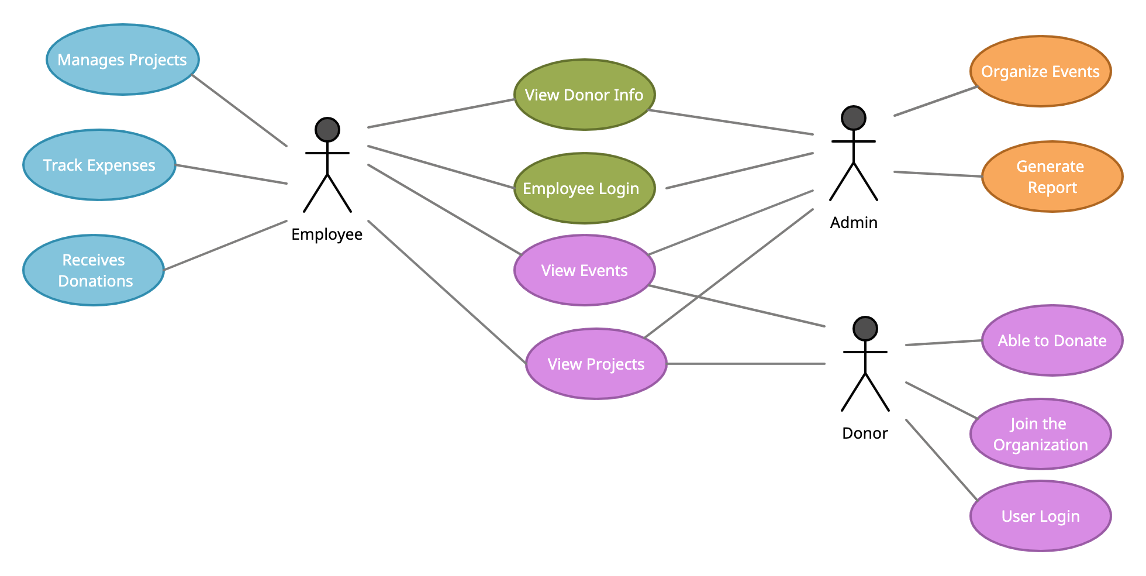 Manages Projects
Track Expenses
Receives
Donations
Employee
View Donor Info
Employee Login
View Events
View Projects
Admin
Organize Events
Generate
Report
Donor
Able to Donate
Join the
Organization
User Login